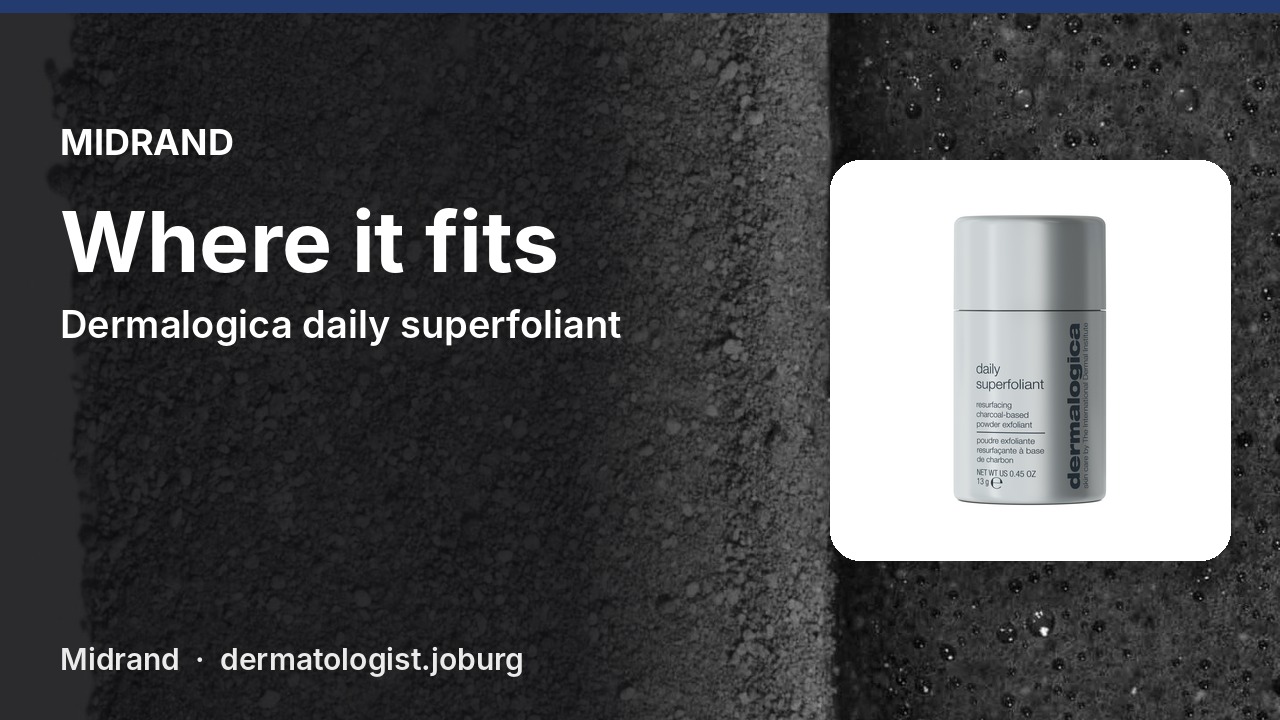 MIDRAND
Where it fits
Dermalogica daily superfoliant
daily
superfoliant
resurfacing
charcoal-based
powder exfoliant
poudre exfoliante
resurfaçante à base
de charbon
NET WT US 0.45 OZ
13 g ℮
dermalogica
skin care by The International Dermal Institute
Midrand · dermatologist.joburg